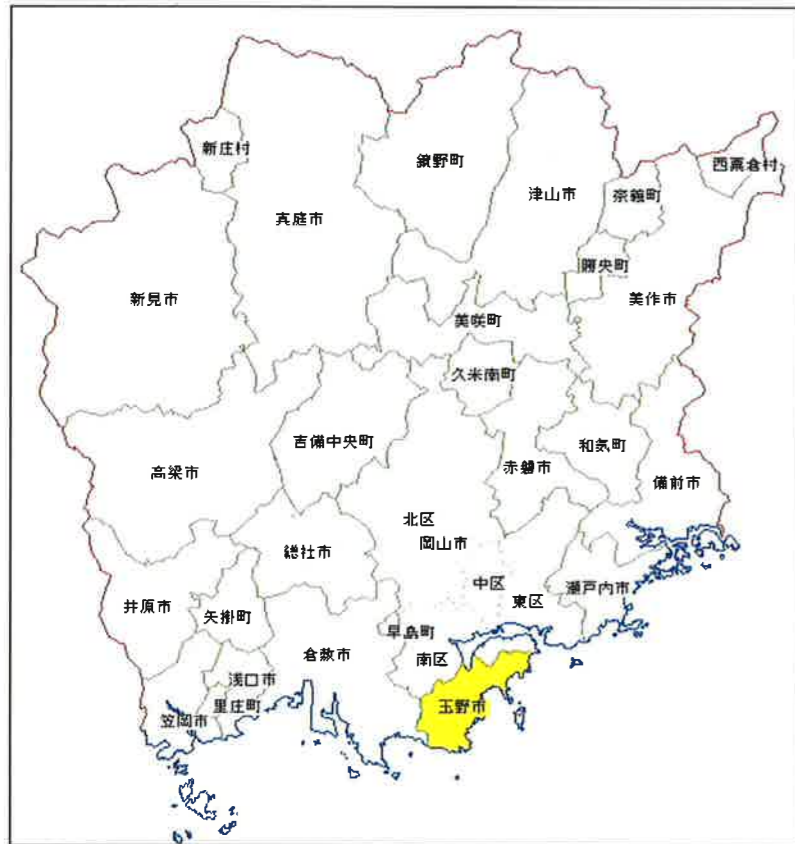 新庄村
鏡野町
西粟倉村
津山市
奈義町
真庭市
勝央町
新見市
美作市
美咲町
久米南町
吉備中央町
和気町
赤磐市
高梁市
備前市
北区
岡山市
総社市
中区
瀬戸内市
東区
井原市
矢掛町
早島町
倉敷市
南区
浅口市
玉野市
里庄町
笠岡市